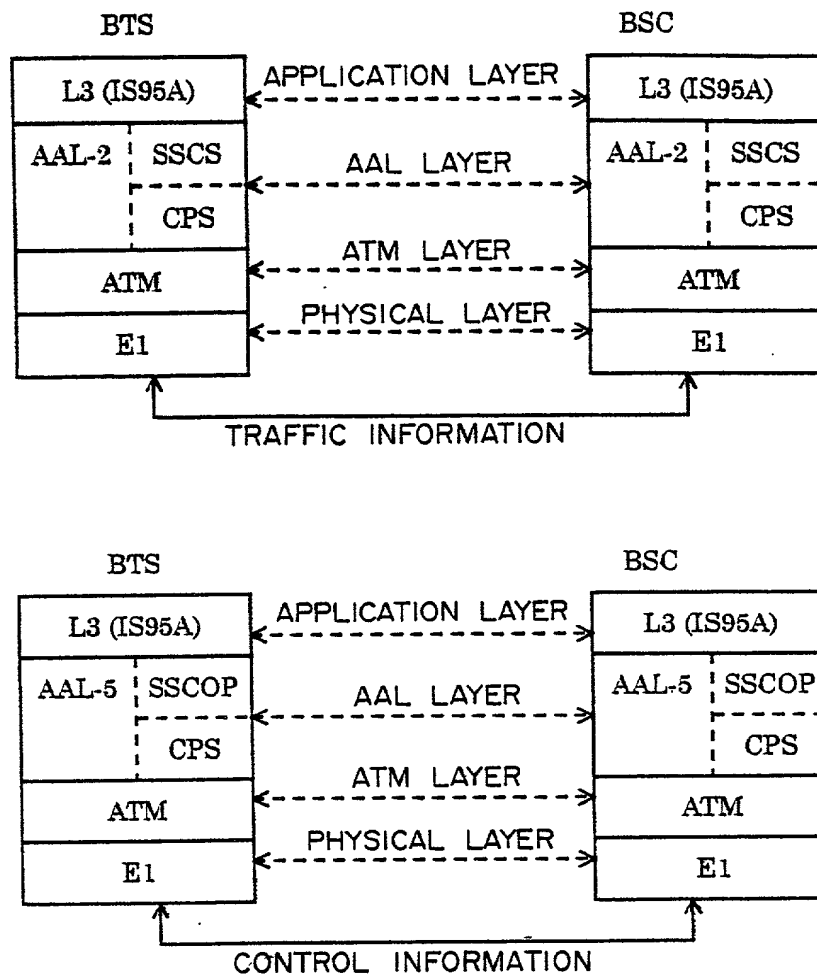 BTS
BSC
L3 (IS95A)
APPLICATION LAYER
L3 (IS95A)
AAL-2
SSCS
AAL LAYER
AAL-2
SSCS
CPS
CPS
ATM
ATM LAYER
ATM
E1
PHYSICAL LAYER
E1
TRAFFIC INFORMATION
BTS
BSC
L3 (IS95A)
APPLICATION LAYER
L3 (IS95A)
AAL-5
SSCOP
AAL LAYER
AAL-5
SSCOP
CPS
CPS
ATM
ATM LAYER
ATM
E1
PHYSICAL LAYER
E1
CONTROL INFORMATION